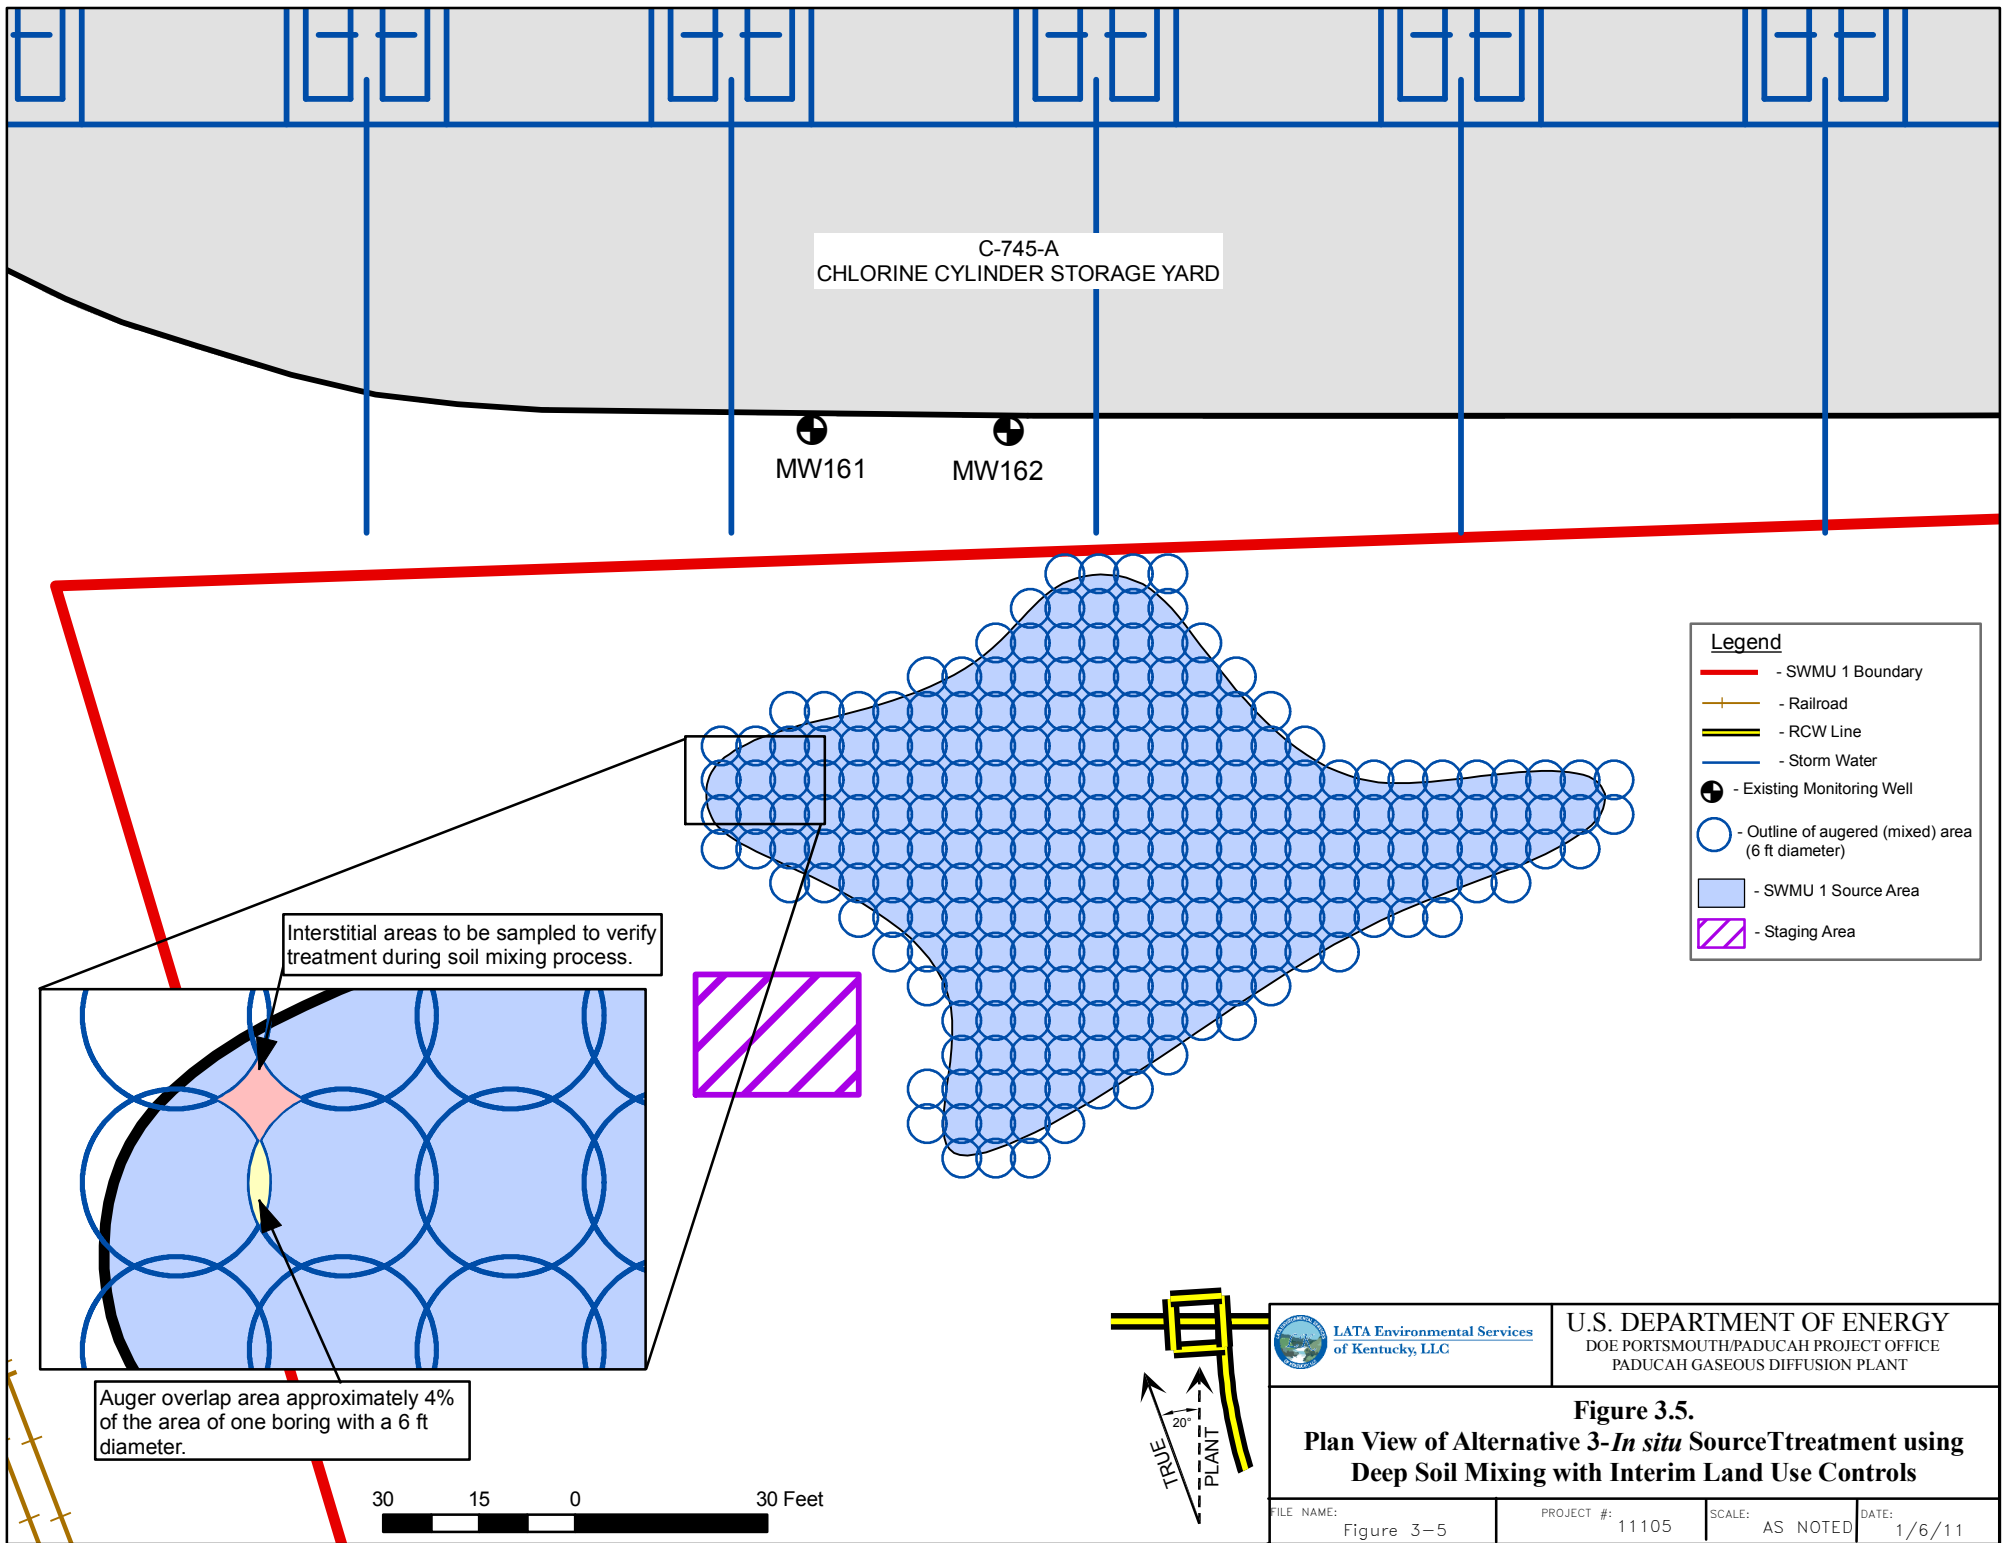 C-745-A
CHLORINE CYLINDER STORAGE YARD
MW161
MW162
Legend
- SWMU 1 Boundary
- Railroad
- RCW Line
- Storm Water
- Existing Monitoring Well
- Outline of augered (mixed) area
(6 ft diameter)
- SWMU 1 Source Area
- Staging Area
Interstitial areas to be sampled to verify
treatment during soil mixing process.
Auger overlap area approximately 4%
of the area of one boring with a 6 ft
diameter.
30 15 0 30 Feet
TRUE
20°
PLANT
LATA Environmental Services
of Kentucky, LLC
U.S. DEPARTMENT OF ENERGY
DOE PORTSMOUTH/PADUCAH PROJECT OFFICE
PADUCAH GASEOUS DIFFUSION PLANT
Figure 3.5.
Plan View of Alternative 3-In situ SourceTtreatment using
Deep Soil Mixing with Interim Land Use Controls
FILE NAME: Figure 3-5
PROJECT #: 11105
SCALE: AS NOTED
DATE: 1/6/11